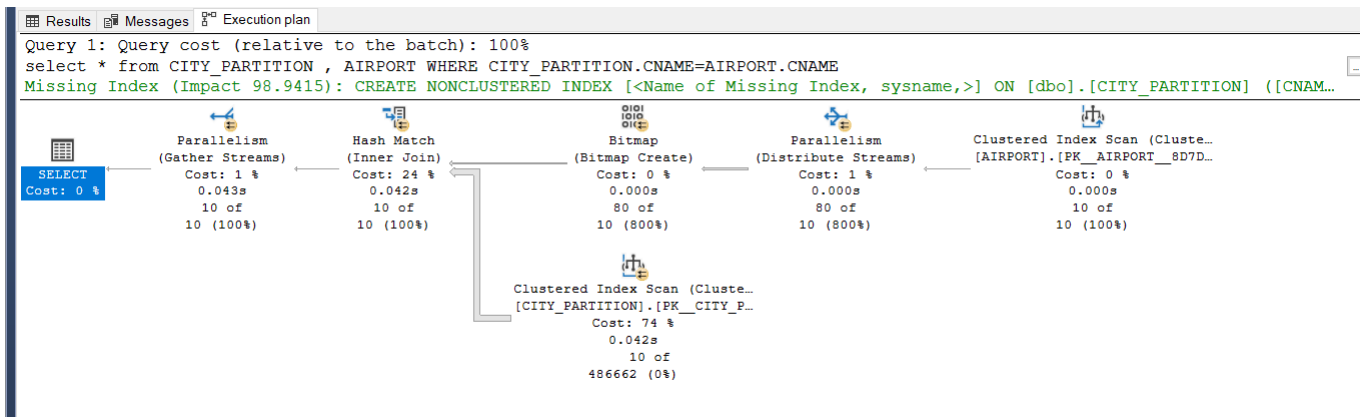 Results Messages Execution plan
Query 1: Query cost (relative to the batch): 100%
select * from CITY_PARTITION , AIRPORT WHERE CITY_PARTITION.CNAME=AIRPORT.CNAME
Missing Index (Impact 98.9415): CREATE NONCLUSTERED INDEX [<Name of Missing Index, sysname,>] ON [dbo].[CITY_PARTITION] ([CNAM…
SELECT
Cost: 0 %
Parallelism
(Gather Streams)
Cost: 1 %
0.043s
10 of
10 (100%)
Hash Match
(Inner Join)
Cost: 24 %
0.042s
10 of
10 (100%)
Bitmap
(Bitmap Create)
Cost: 0 %
0.000s
80 of
10 (800%)
Parallelism
(Distribute Streams)
Cost: 1 %
0.000s
80 of
10 (800%)
Clustered Index Scan (Cluste…
[AIRPORT].[PK__AIRPORT__8D7D…
Cost: 0 %
0.000s
10 of
10 (100%)
Clustered Index Scan (Cluste…
[CITY_PARTITION].[PK__CITY_P…
Cost: 74 %
0.042s
10 of
486662 (0%)